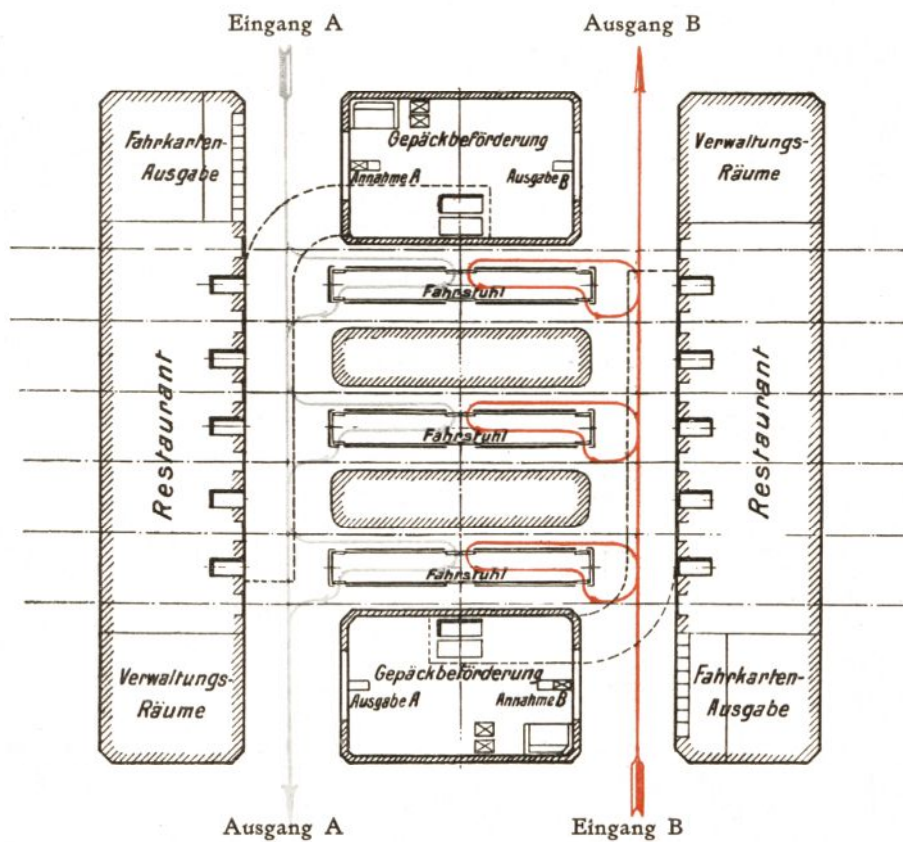 Eingang A
Ausgang B
Fahrkarten-
Ausgabe
Gepäckbeförderung
Annahme A
Ausgabe B
Verwaltungs-
Räume
Fahrstuhl
Restaurant
Fahrstuhl
Restaurant
Fahrstuhl
Verwaltungs-
Räume
Gepäckbeförderung
Ausgabe A
Annahme B
Fahrkarten-
Ausgabe
Ausgang A
Eingang B